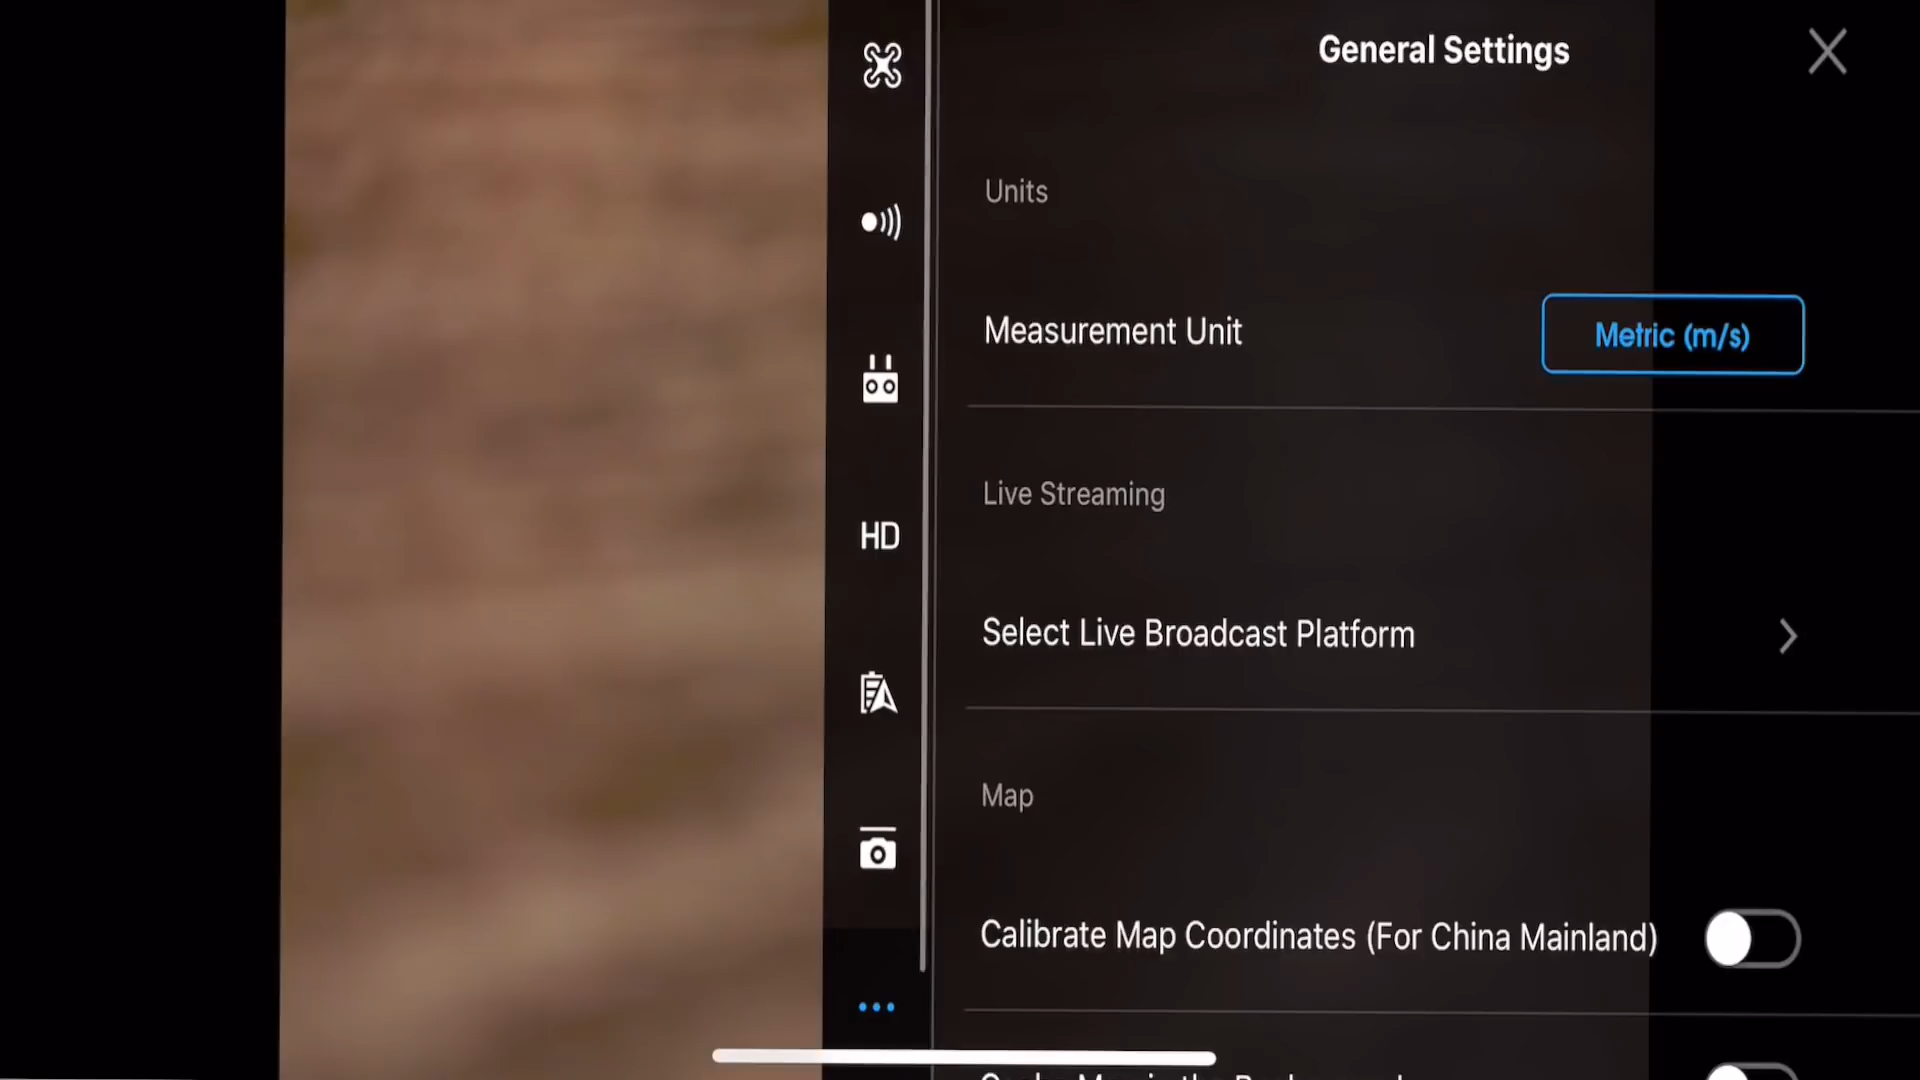 General Settings
Units
Measurement Unit
Metric (m/s)
Live Streaming
HD
Select Live Broadcast Platform
Map
Calibrate Map Coordinates (For China Mainland)